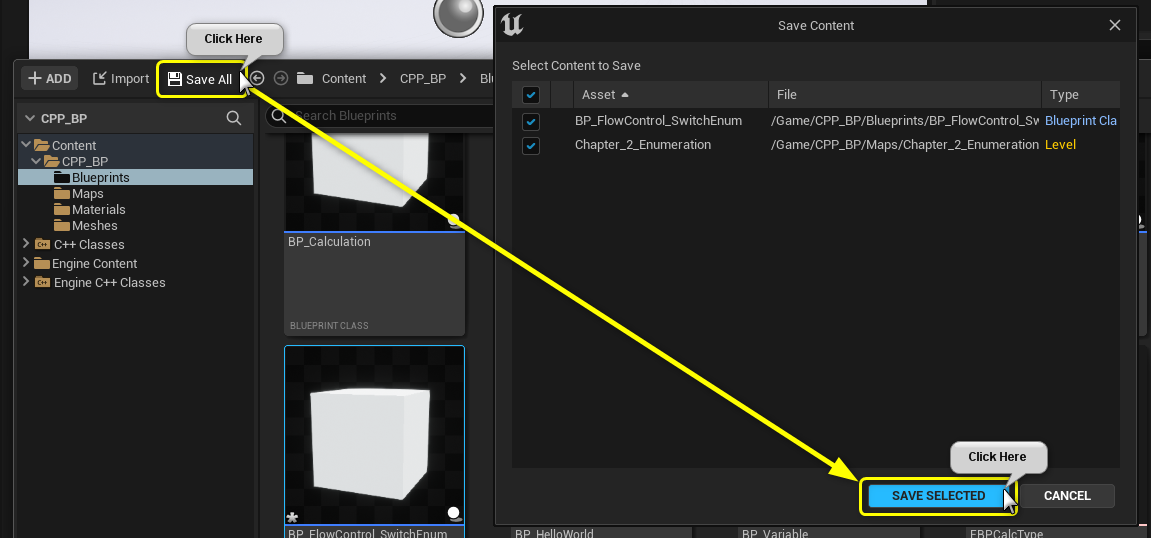 Click Here
ADD
Import
Save All
Content
CPP_BP
CPP_BP
Search Blueprints
Content
CPP_BP
Blueprints
Maps
Materials
Meshes
C++ Classes
Engine Content
Engine C++ Classes
BP_Calculation
BLUEPRINT CLASS
BP_FlowControl_SwitchEnum
Save Content
Select Content to Save
Asset File Type
BP_FlowControl_SwitchEnum /Game/CPP_BP/Blueprints/BP_FlowControl_Sw Blueprint Cla
Chapter_2_Enumeration /Game/CPP_BP/Maps/Chapter_2_Enumeration Level
Click Here
SAVE SELECTED
CANCEL
BP_HelloWorld
BP_Variable
EBPCalcType